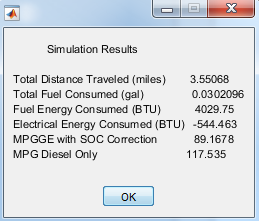 Simulation Results
Total Distance Traveled (miles) 3.55068
Total Fuel Consumed (gal) 0.0302096
Fuel Energy Consumed (BTU) 4029.75
Electrical Energy Consumed (BTU) -544.463
MPGGE with SOC Correction 89.1678
MPG Diesel Only 117.535
OK